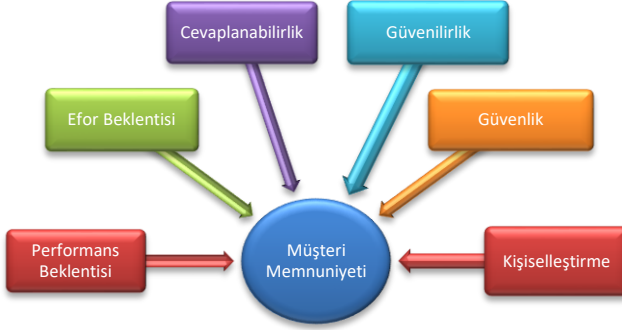 Cevaplanabilirlik
Güvenilirlik
Efor Beklentisi
Güvenlik
Performans
Beklentisi
Müşteri
Memnuniyeti
Kişiselleştirme